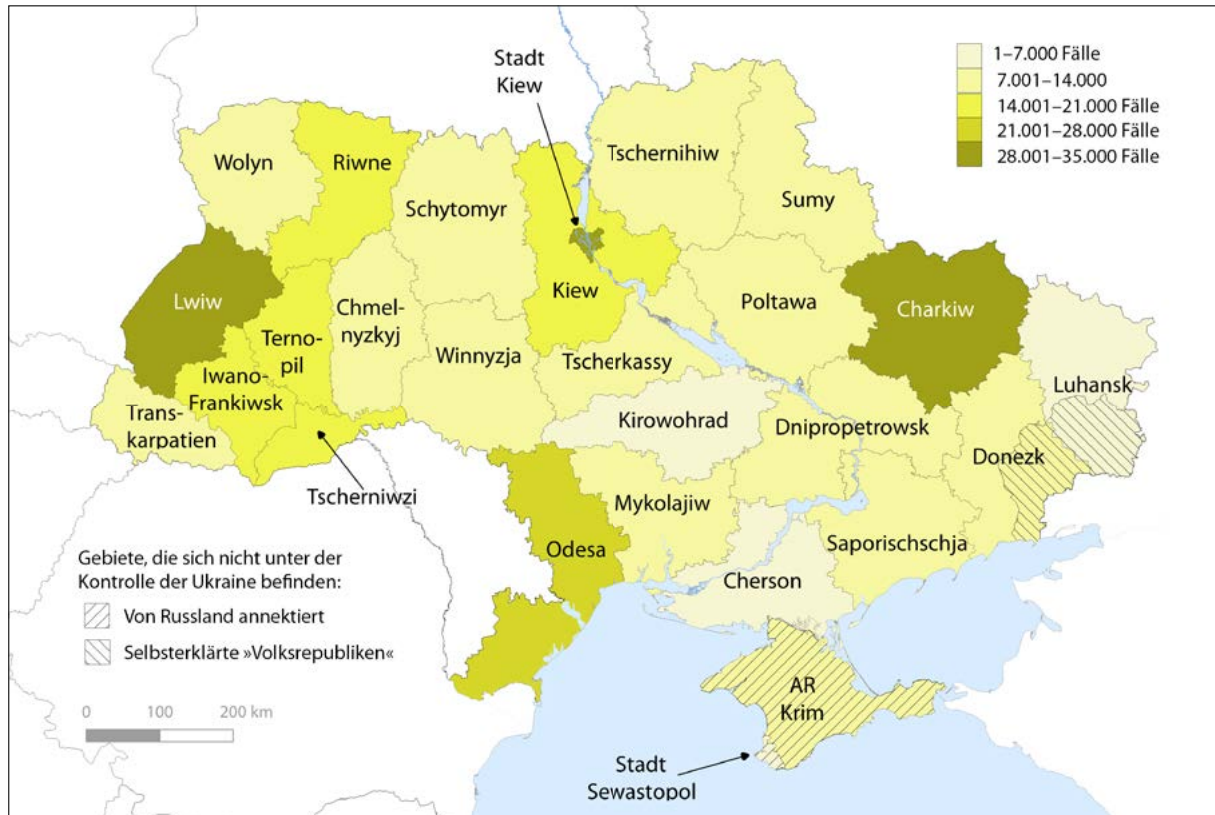 Stadt
Kiew
1–7.000 Fälle
7.001–14.000
14.001–21.000 Fälle
21.001–28.000 Fälle
28.001–35.000 Fälle
Wolyn
Riwne
Schytomyr
Tschernihiw
Sumy
Lwiw
Terno-
pil
Chmel-
nyzkyj
Kiew
Poltawa
Charkiw
Iwano-
Frankiwsk
Winnyzja
Tscherkassy
Luhansk
Trans-
karpatien
Kirowohrad
Dnipropetrowsk
Donezk
Tscherniwzi
Mykolajiw
Odesa
Saporischschja
Cherson
Gebiete, die sich nicht unter der
Kontrolle der Ukraine befinden:
Von Russland annektiert
Selbsterklärte »Volksrepubliken«
AR
Krim
0 100 200 km
Stadt
Sewastopol